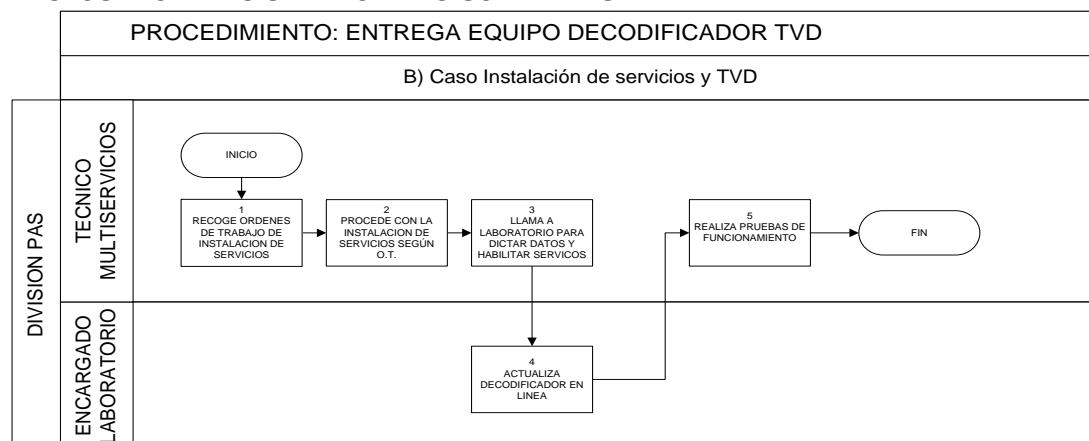 PROCEDIMIENTO: ENTREGA EQUIPO DECODIFICADOR TVD
B) Caso Instalación de servicios y TVD
DIVISION PAS
TECNICO
MULTISERVICIOS
INICIO
1
RECOGE ORDENES
DE TRABAJO DE
INSTALACION DE
SERVICIOS
2
PROCEDE CON LA
INSTALACION DE
SERVICIOS SEGÚN
O.T.
3
LLAMA A
LABORATORIO PARA
DICTAR DATOS Y
HABILITAR SERVICOS
5
REALIZA PRUEBAS DE
FUNCIONAMIENTO
FIN
ENCARGADO
LABORATORIO
4
ACTUALIZA
DECODIFICADOR EN
LINEA